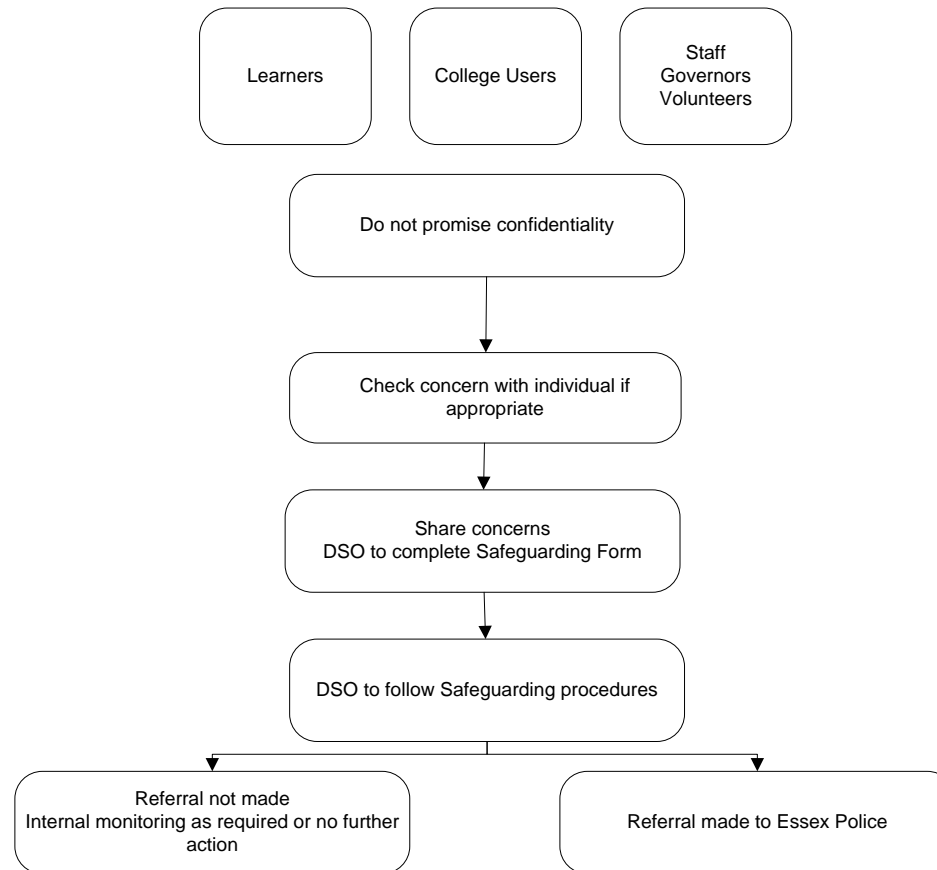 Learners
College Users
Staff
Governors
Volunteers
Do not promise confidentiality
Check concern with individual if
appropriate
Share concerns
DSO to complete Safeguarding Form
DSO to follow Safeguarding procedures
Referral not made
Internal monitoring as required or no further
action
Referral made to Essex Police